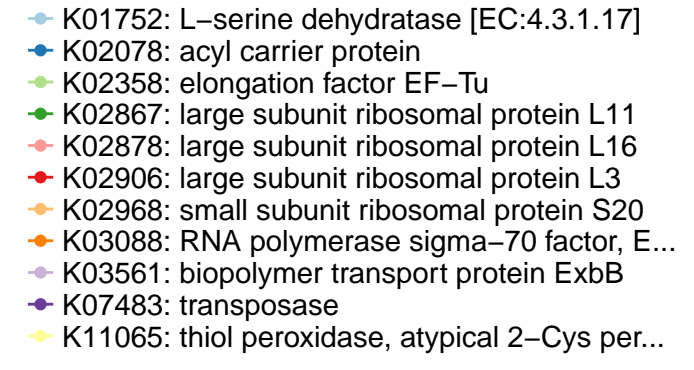 K01752: L−serine dehydratase [EC:4.3.1.17]
K02078: acyl carrier protein
K02358: elongation factor EF−Tu
K02867: large subunit ribosomal protein L11
K02878: large subunit ribosomal protein L16
K02906: large subunit ribosomal protein L3
K02968: small subunit ribosomal protein S20
K03088: RNA polymerase sigma−70 factor, E...
K03561: biopolymer transport protein ExbB
K07483: transposase
K11065: thiol peroxidase, atypical 2−Cys per...